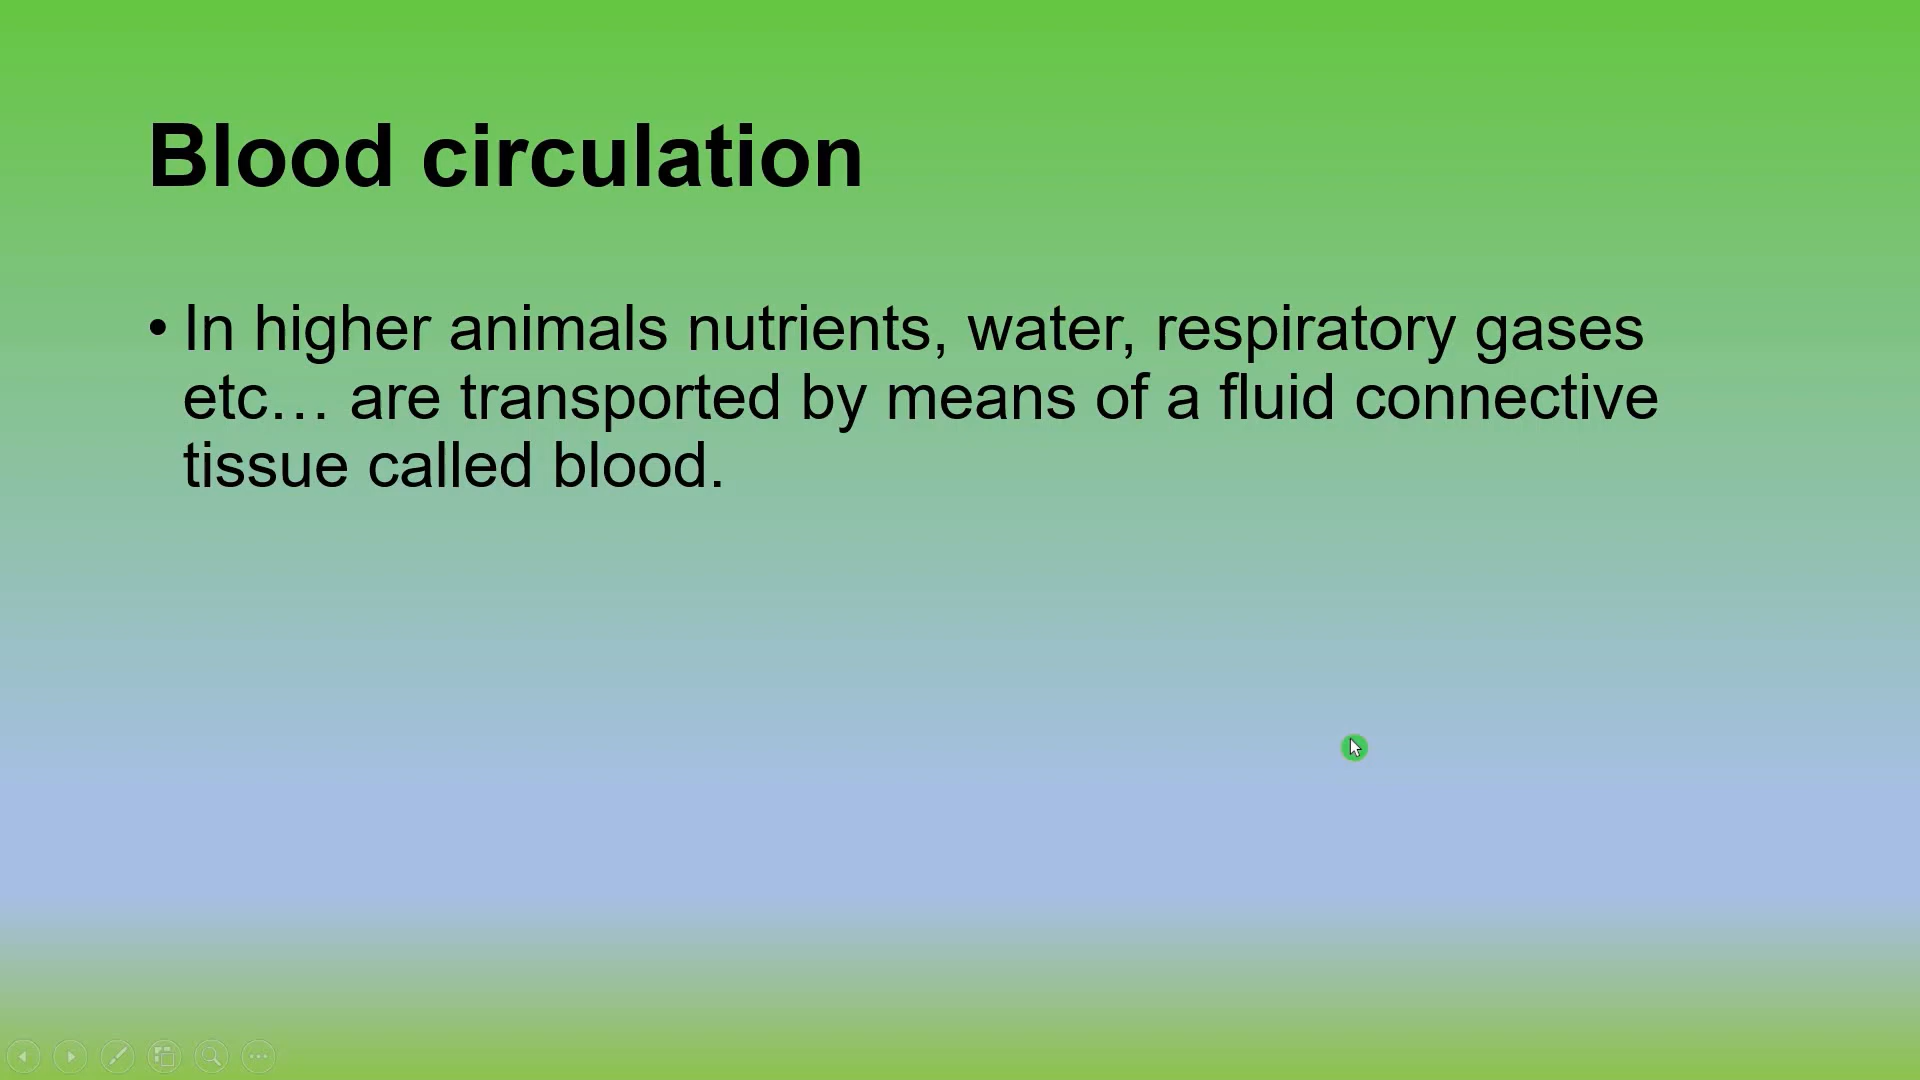 Blood circulation
• In higher animals nutrients, water, respiratory gases
etc… are transported by means of a fluid connective
tissue called blood.